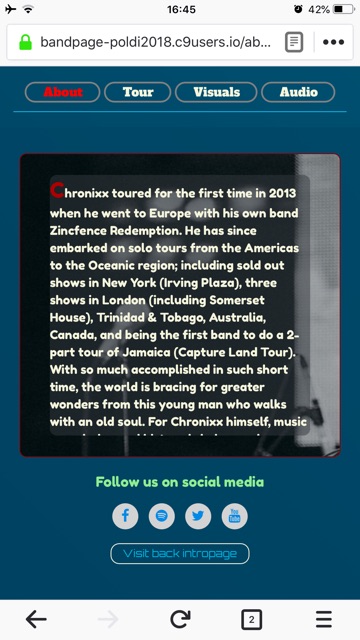 16:45
42%
bandpage-poldi2018.c9users.io/ab...
About Tour Visuals Audio
Chronixx toured for the first time in 2013
when he went to Europe with his own band
Zincfence Redemption. He has since
embarked on solo tours from the Americas
to the Oceanic region; including sold out
shows in New York (Irving Plaza), three
shows in London (including Somerset
House), Trinidad & Tobago, Australia,
Canada, and being the first band to do a 2-
part tour of Jamaica (Capture Land Tour).
With so much accomplished in such short
time, the world is bracing for greater
wonders from this young man who walks
with an old soul. For Chronixx himself, music
Follow us on social media
You Tube
Visit back intropage
2